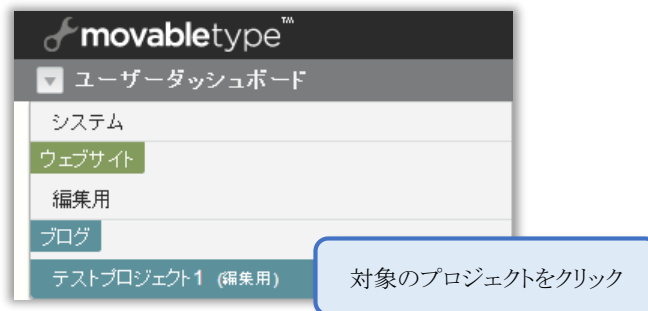 movabletype™
ユーザーダッシュボード
システム
ウェブサイト
編集用
ブログ
テストプロジェクト1 (編集用)
対象のプロジェクトをクリック